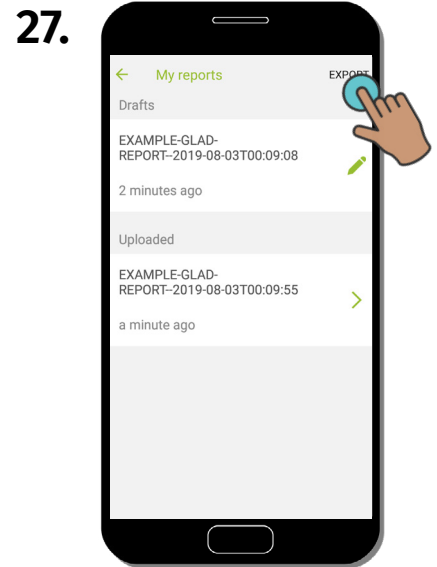 27.
My reports EXPORT
Drafts
EXAMPLE-GLAD-
REPORT--2019-08-03T00:09:08
2 minutes ago
Uploaded
EXAMPLE-GLAD-
REPORT--2019-08-03T00:09:55
a minute ago